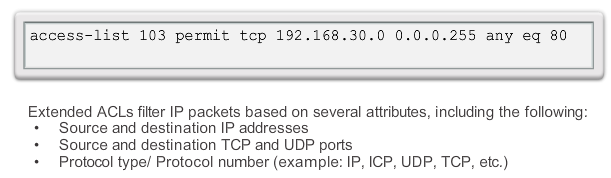 access-list 103 permit tcp 192.168.30.0 0.0.0.255 any eq 80
Extended ACLs filter IP packets based on several attributes, including the following:
• Source and destination IP addresses
• Source and destination TCP and UDP ports
• Protocol type/ Protocol number (example: IP, ICP, UDP, TCP, etc.)